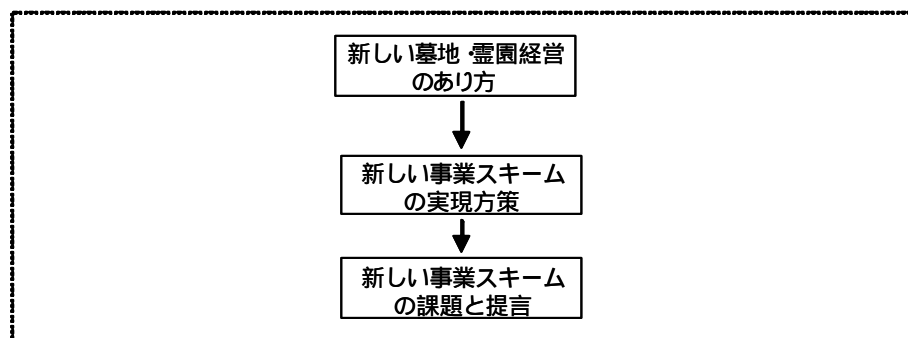 新しい墓地・霊園経営
のあり方
新しい事業スキーム
の実現方策
新しい事業スキーム
の課題と提言